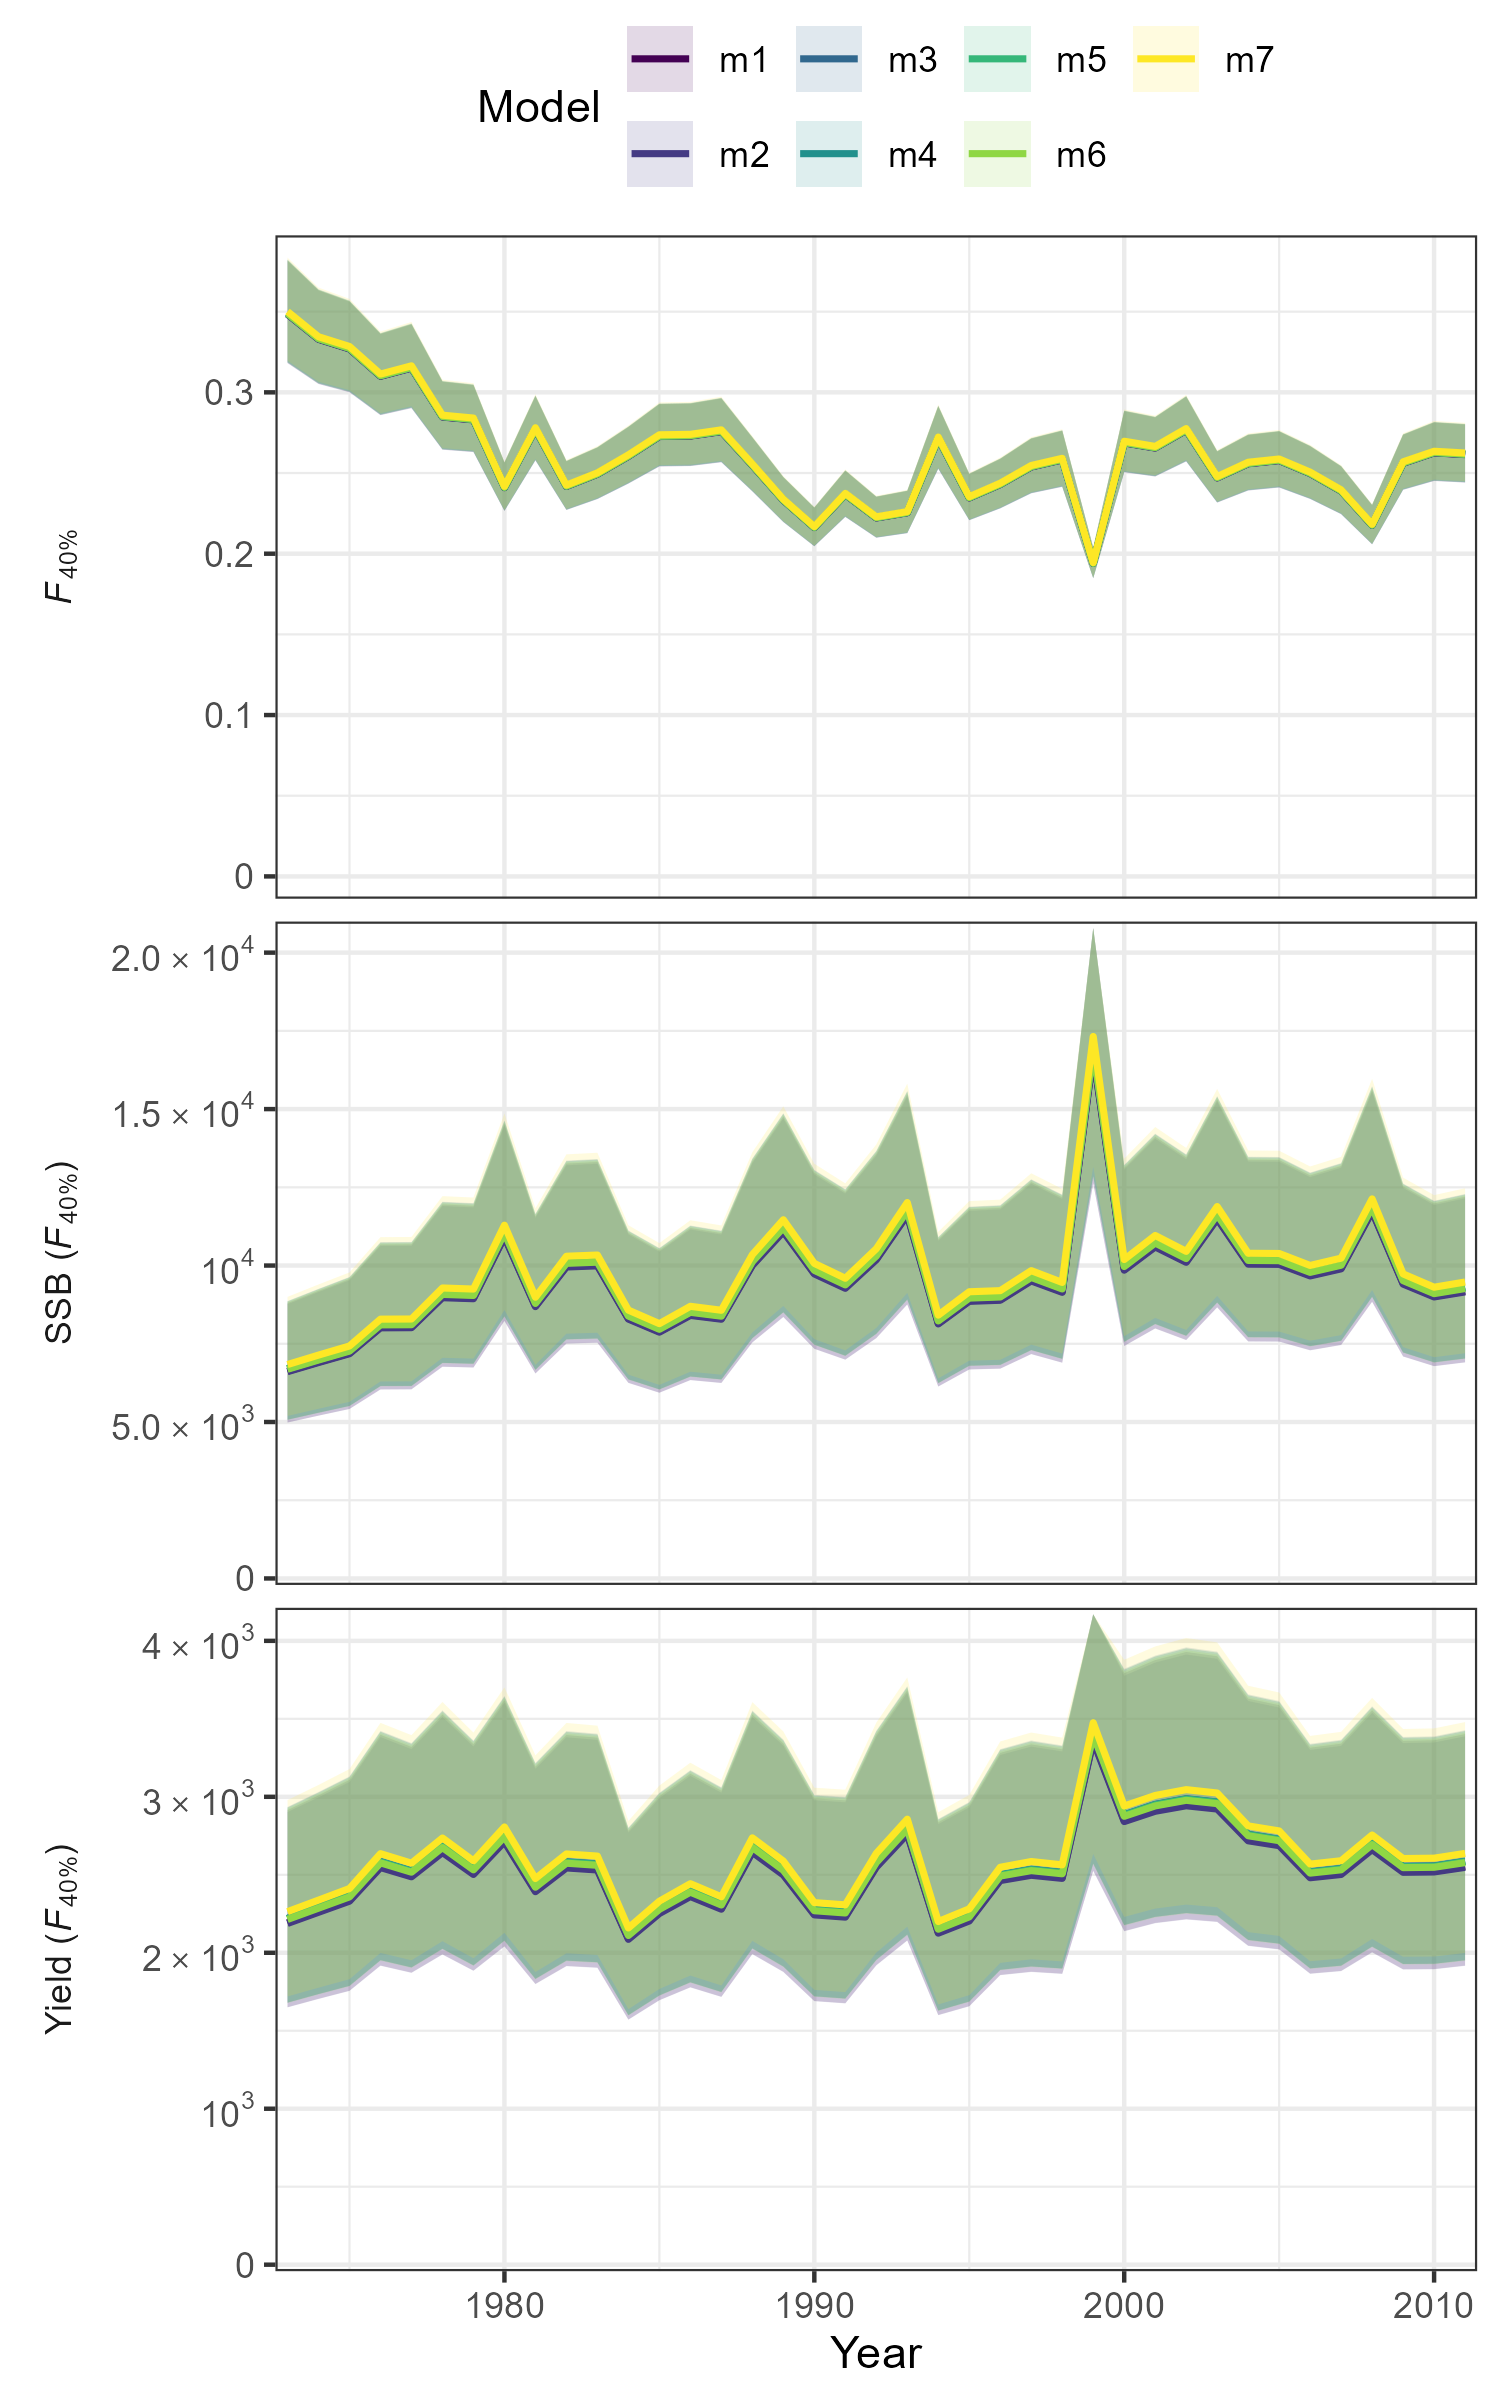 m1 m3 m5 m7
Model
m2 m4 m6
F40%
0.3
0.2
0.1
0
SSB (F40%)
2.0 × 10⁴
1.5 × 10⁴
10⁴
5.0 × 10³
0
Yield (F40%)
4 × 10³
3 × 10³
2 × 10³
10³
0
1980 1990 2000 2010
Year